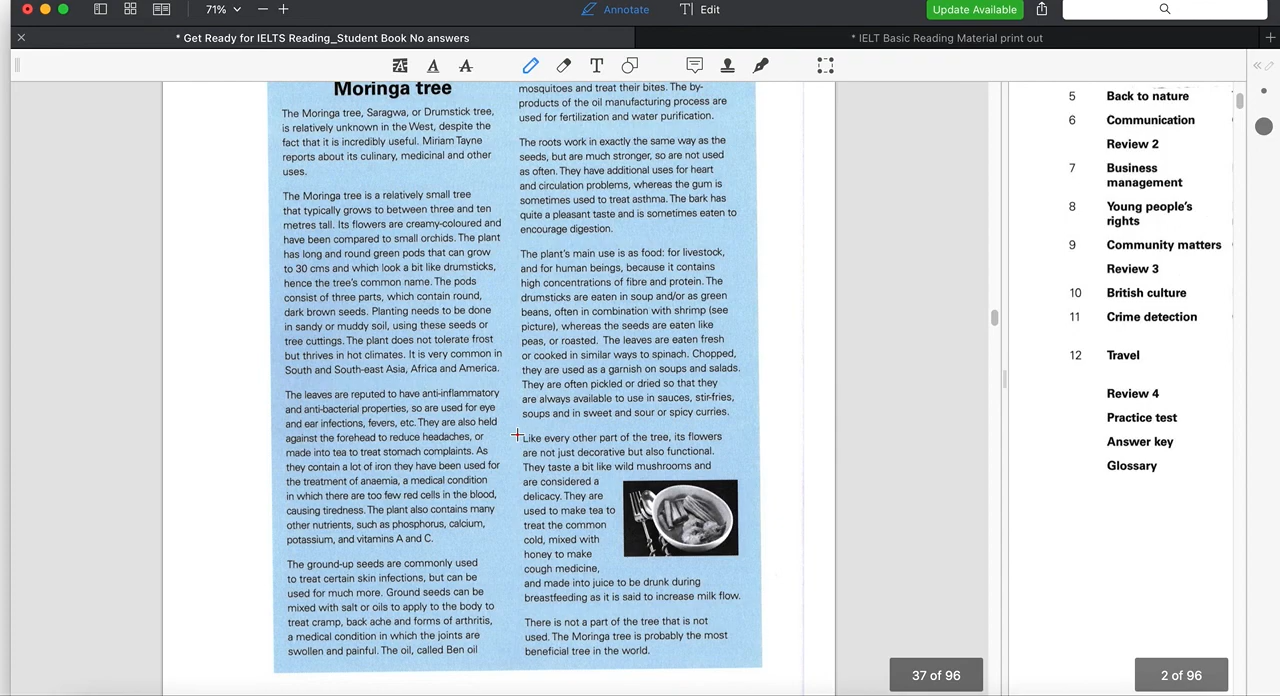 71%
Annotate
Edit
Update Available
* Get Ready for IELTS Reading_Student Book No answers
* IELT Basic Reading Material print out
Moringa tree
The Moringa tree, Saragwa, or Drumstick tree,
is relatively unknown in the West, despite the
fact that it is incredibly useful. Miriam Tayne
reports about its culinary, medicinal and other
uses.
The Moringa tree is a relatively small tree
that typically grows to between three and ten
metres tall. Its flowers are creamy-coloured and
have been compared to small orchids. The plant
has long and round green pods that can grow
to 30 cms and which look a bit like drumsticks,
hence the tree's common name. The pods
consist of three parts, which contain round,
dark brown seeds. Planting needs to be done
in sandy or muddy soil, using these seeds or
tree cuttings. The plant does not tolerate frost
but thrives in hot climates. It is very common in
South and South-east Asia, Africa and America.
The leaves are reputed to have anti-inflammatory
and anti-bacterial properties, so are used for eye
and ear infections, fevers, etc. They are also held
against the forehead to reduce headaches, or
made into tea to treat stomach complaints. As
they contain a lot of iron they have been used for
the treatment of anaemia, a medical condition
in which there are too few red cells in the blood,
causing tiredness. The plant also contains many
other nutrients, such as phosphorus, calcium,
potassium, and vitamins A and C.
The ground-up seeds are commonly used
to treat certain skin infections, but can be
used for much more. Ground seeds can be
mixed with salt or oils to apply to the body to
treat cramp, back ache and forms of arthritis,
a medical condition in which the joints are
swollen and painful. The oil, called Ben oil
mosquitoes and treat their bites. The by-
products of the oil manufacturing process are
used for fertilization and water purification.
The roots work in exactly the same way as the
seeds, but are much stronger, so are not used
as often. They have additional uses for heart
and circulation problems, whereas the gum is
sometimes used to treat asthma. The bark has
quite a pleasant taste and is sometimes eaten to
encourage digestion.
The plant's main use is as food: for livestock,
and for human beings, because it contains
high concentrations of fibre and protein. The
drumsticks are eaten in soup and/or as green
beans, often in combination with shrimp (see
picture), whereas the seeds are eaten like
peas, or roasted. The leaves are eaten fresh
or cooked in similar ways to spinach. Chopped,
they are used as a garnish on soups and salads.
They are often pickled or dried so that they
are always available to use in sauces, stir-fries,
soups and in sweet and sour or spicy curries.
Like every other part of the tree, its flowers
are not just decorative but also functional.
They taste a bit like wild mushrooms and
are considered a
delicacy. They are
used to make tea to
treat the common
cold, mixed with
honey to make
cough medicine,
and made into juice to be drunk during
breastfeeding as it is said to increase milk flow.
There is not a part of the tree that is not
used. The Moringa tree is probably the most
beneficial tree in the world.
37 of 96
5 Back to nature
6 Communication
Review 2
7 Business
management
8 Young people's
rights
9 Community matters
Review 3
10 British culture
11 Crime detection
12 Travel
Review 4
Practice test
Answer key
Glossary
2 of 96